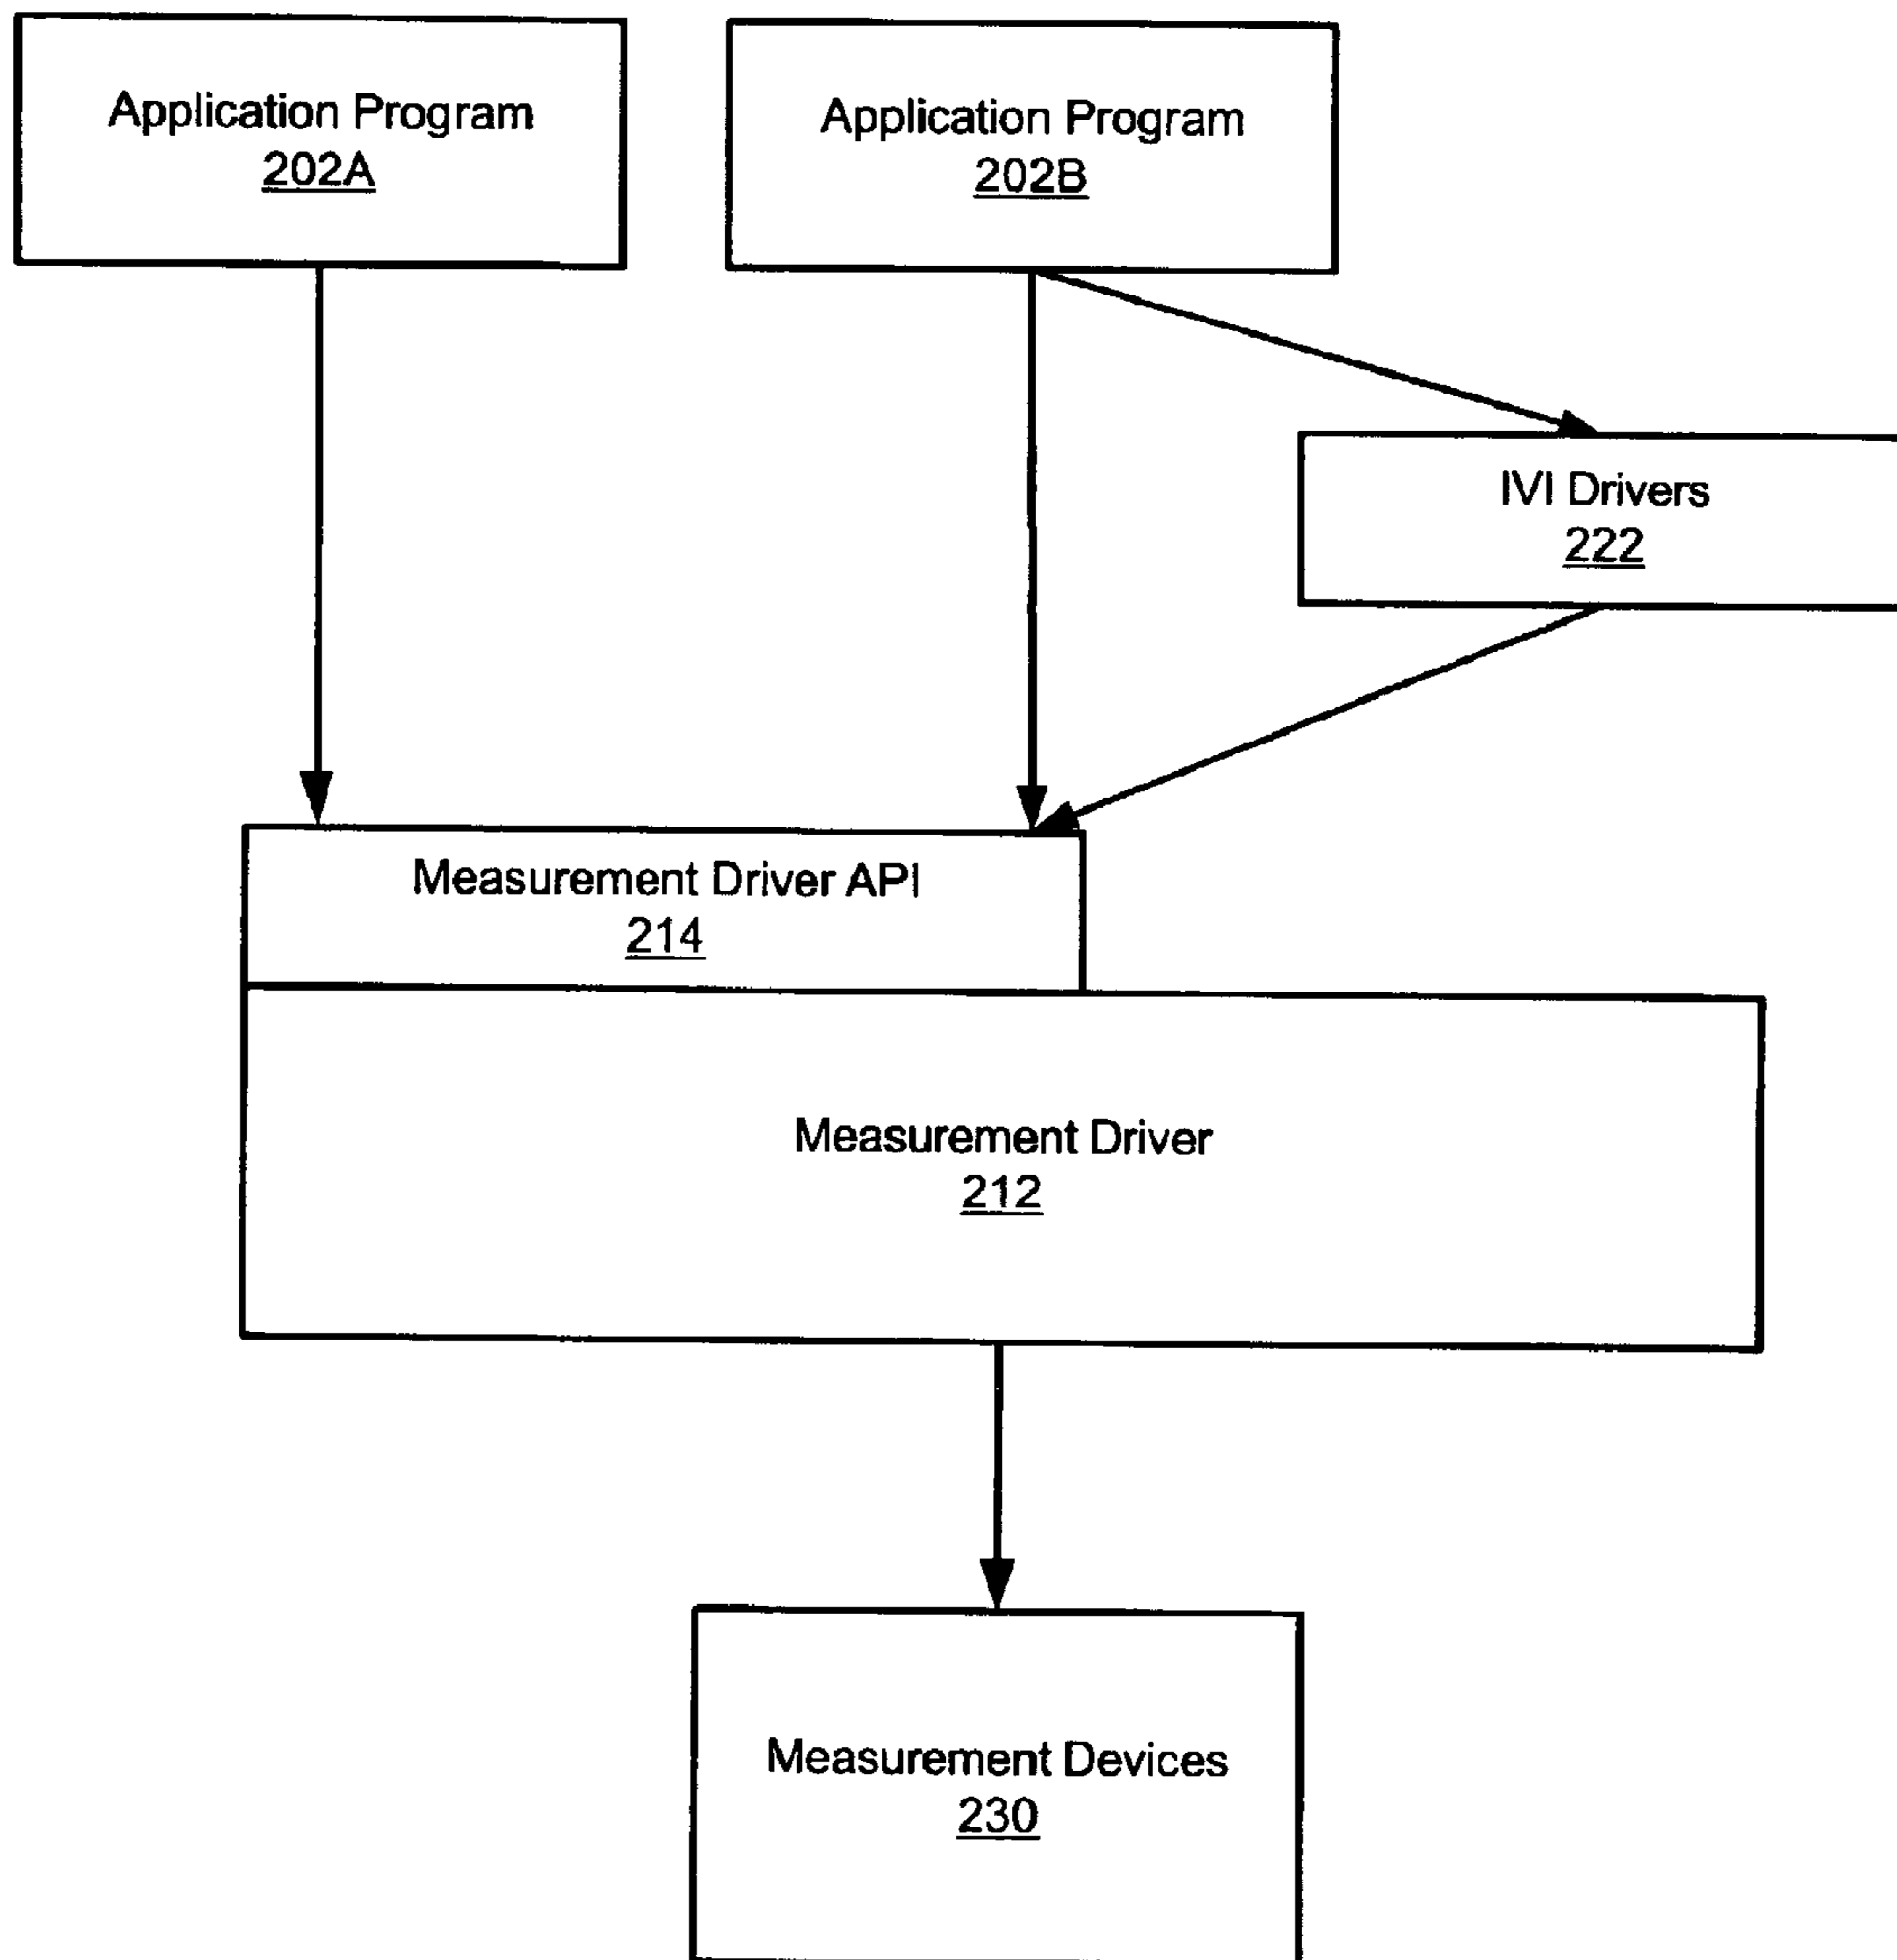 Application Program
202A
Application Program
202B
IVI Drivers
222
Measurement Driver API
214
Measurement Driver
212
Measurement Devices
230